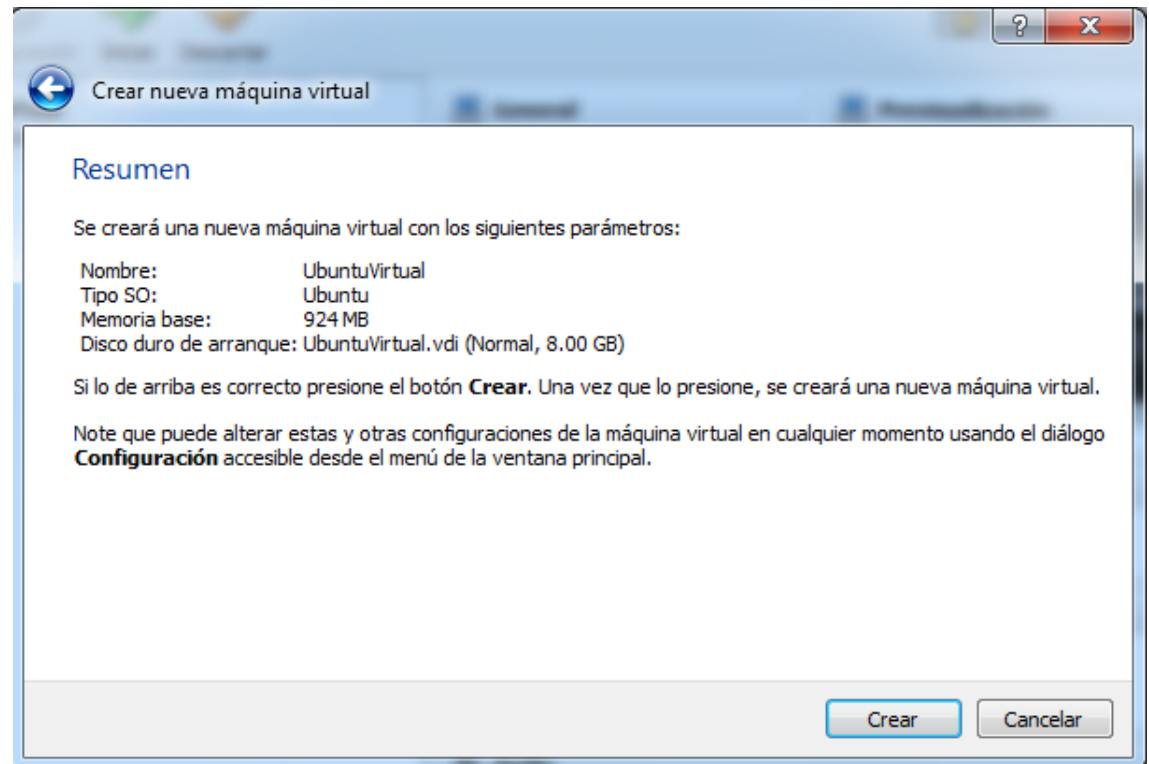 ?
X
Crear nueva máquina virtual
General
Resumen
Se creará una nueva máquina virtual con los siguientes parámetros:
Nombre: UbuntuVirtual
Tipo SO: Ubuntu
Memoria base: 924 MB
Disco duro de arranque: UbuntuVirtual.vdi (Normal, 8.00 GB)
Si lo de arriba es correcto presione el botón Crear. Una vez que lo presione, se creará una nueva máquina virtual.
Note que puede alterar estas y otras configuraciones de la máquina virtual en cualquier momento usando el diálogo
Configuración accesible desde el menú de la ventana principal.
Crear Cancelar